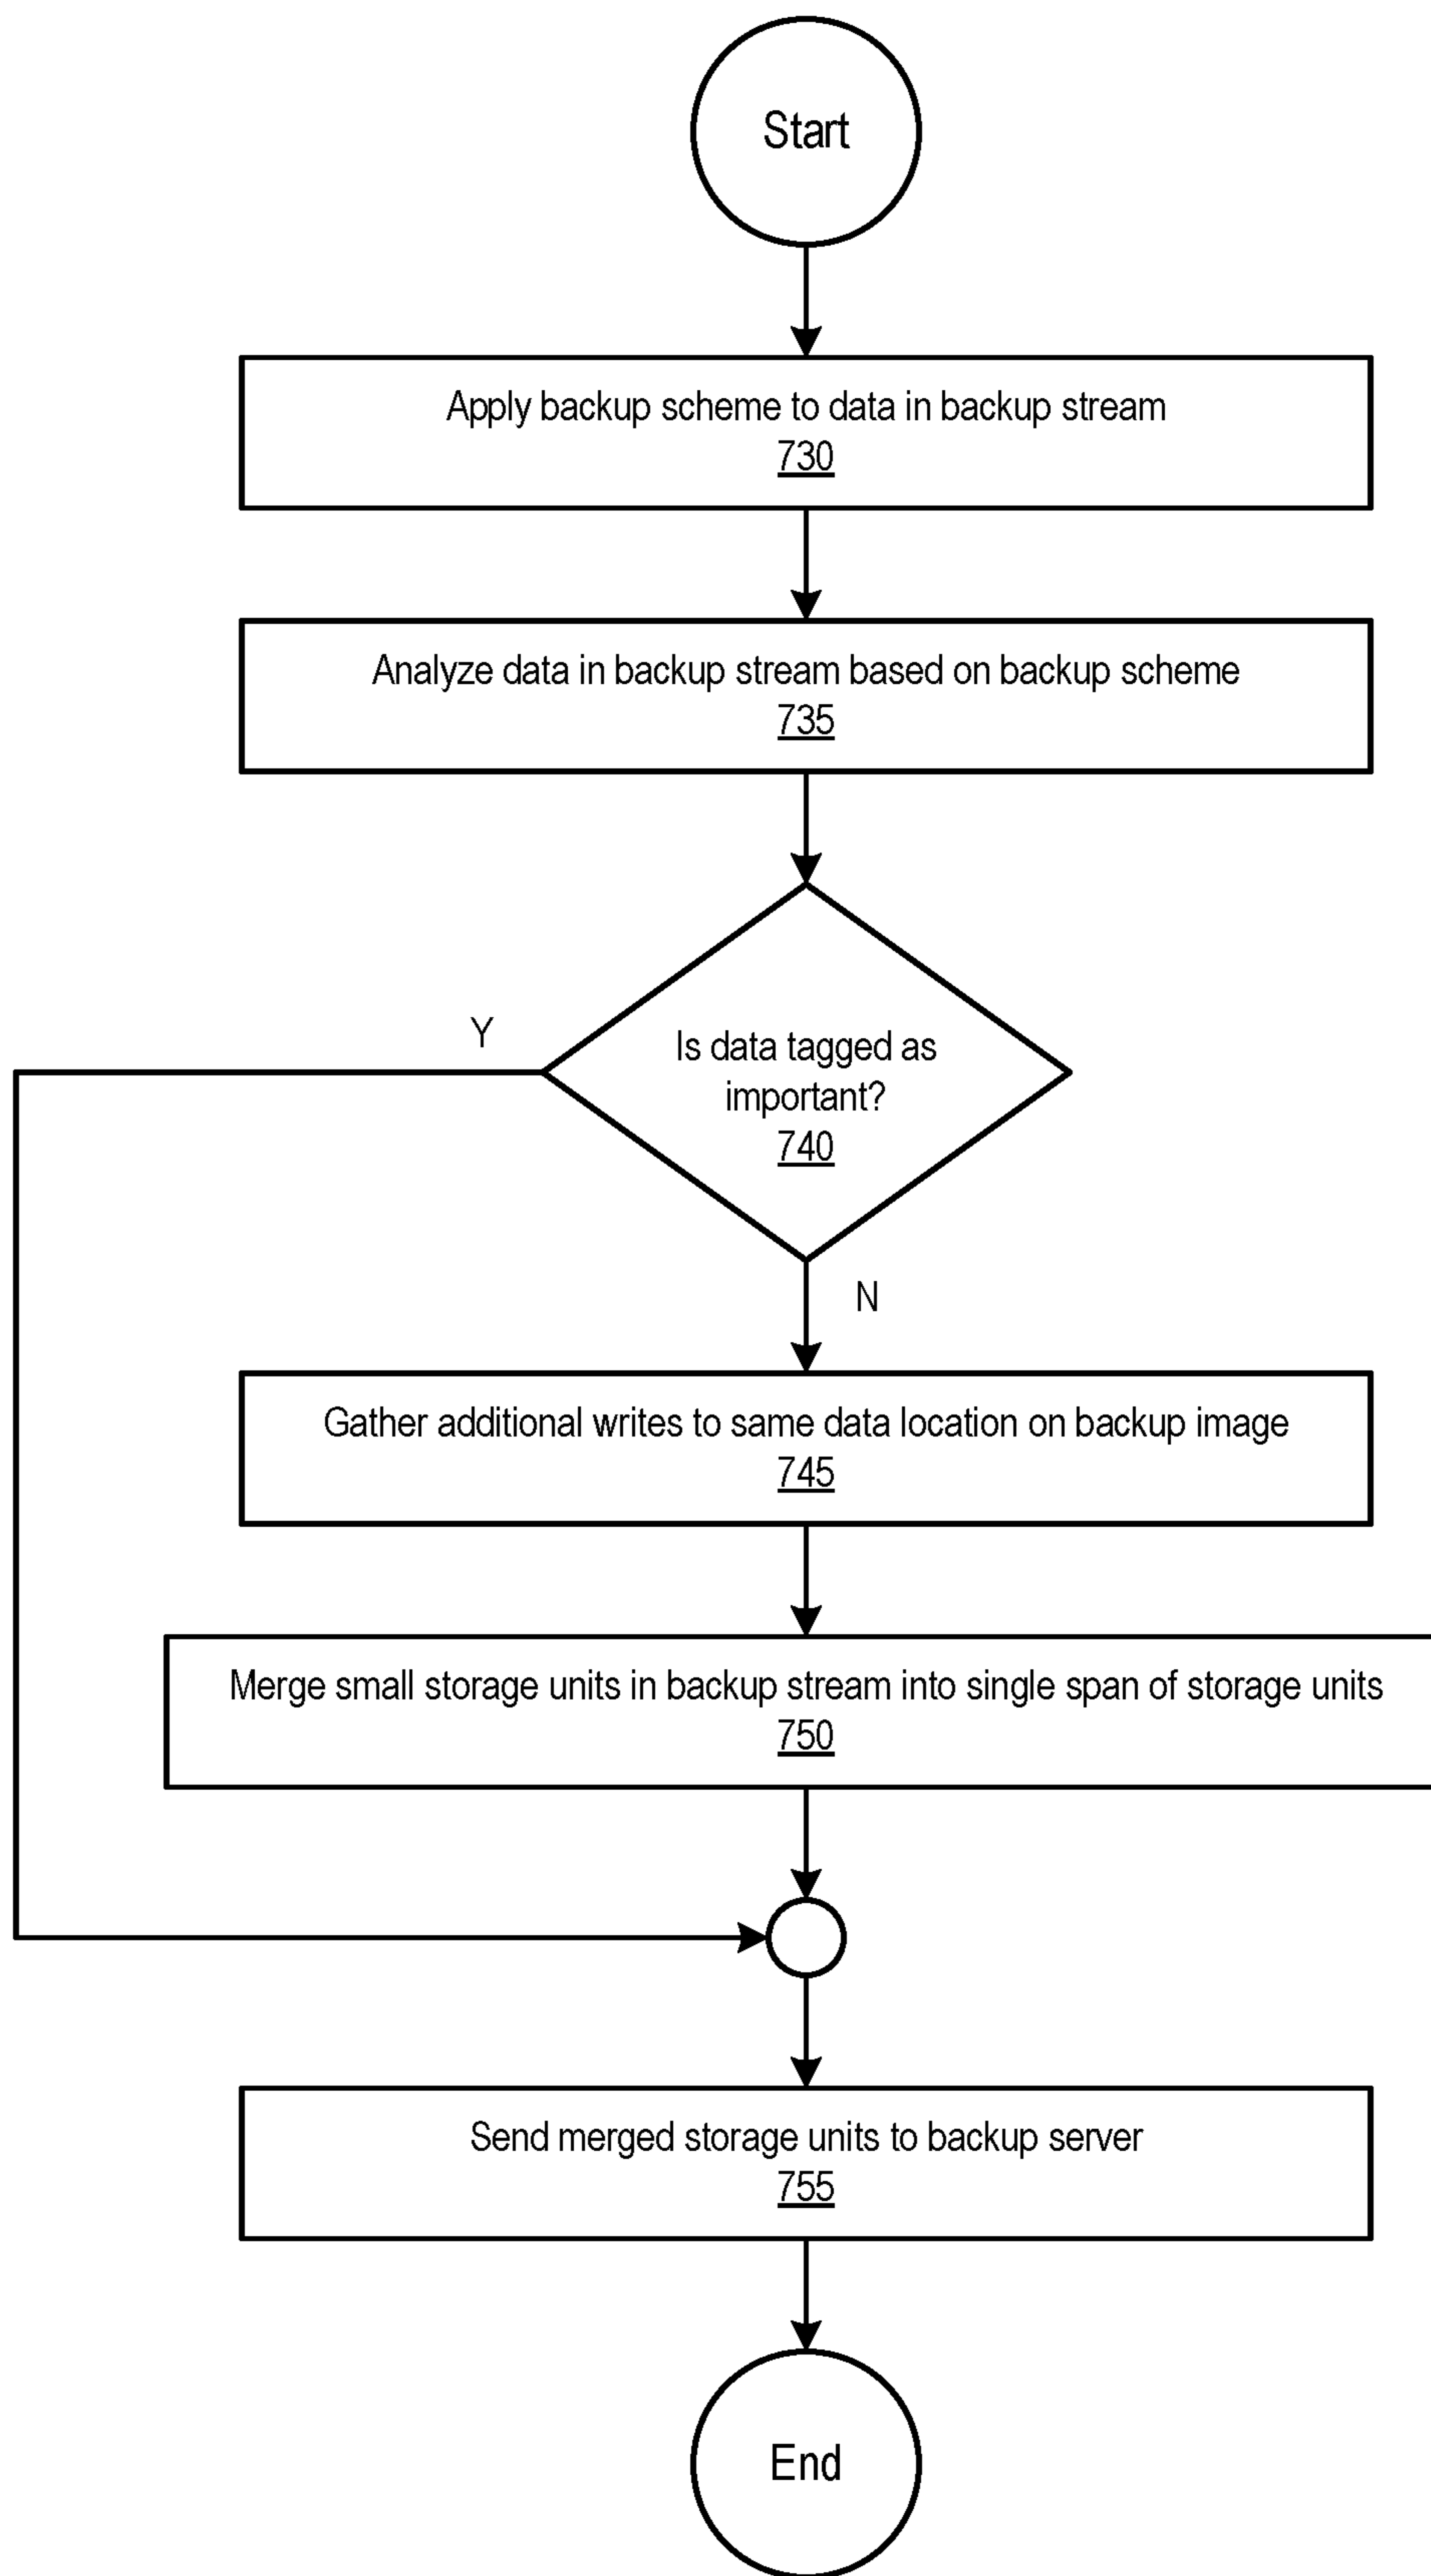 Start
Apply backup scheme to data in backup stream
730
Analyze data in backup stream based on backup scheme
735
Y
Is data tagged as
important?
740
N
Gather additional writes to same data location on backup image
745
Merge small storage units in backup stream into single span of storage units
750
Send merged storage units to backup server
755
End